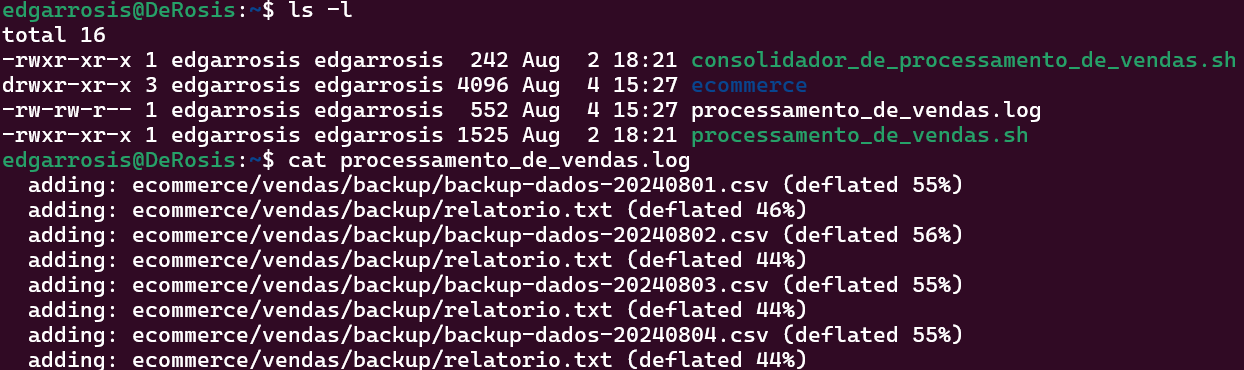 edgarrosis@DeRosis:~$ ls -l
total 16
-rwxr-xr-x 1 edgarrosis edgarrosis  242 Aug  2 18:21 consolidador_de_processamento_de_vendas.sh
drwxr-xr-x 3 edgarrosis edgarrosis 4096 Aug  4 15:27 ecommerce
-rw-rw-r-- 1 edgarrosis edgarrosis  552 Aug  4 15:27 processamento_de_vendas.log
-rwxr-xr-x 1 edgarrosis edgarrosis 1525 Aug  2 18:21 processamento_de_vendas.sh
edgarrosis@DeRosis:~$ cat processamento_de_vendas.log
  adding: ecommerce/vendas/backup/backup-dados-20240801.csv (deflated 55%)
  adding: ecommerce/vendas/backup/relatorio.txt (deflated 46%)
  adding: ecommerce/vendas/backup/backup-dados-20240802.csv (deflated 56%)
  adding: ecommerce/vendas/backup/relatorio.txt (deflated 44%)
  adding: ecommerce/vendas/backup/backup-dados-20240803.csv (deflated 55%)
  adding: ecommerce/vendas/backup/relatorio.txt (deflated 44%)
  adding: ecommerce/vendas/backup/backup-dados-20240804.csv (deflated 55%)
  adding: ecommerce/vendas/backup/relatorio.txt (deflated 44%)